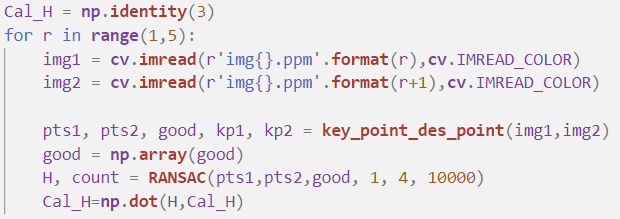 Cal_H = np.identity(3)
for r in range(1,5):
    img1 = cv.imread(r'img{}.ppm'.format(r),cv.IMREAD_COLOR)
    img2 = cv.imread(r'img{}.ppm'.format(r+1),cv.IMREAD_COLOR)

    pts1, pts2, good, kp1, kp2 = key_point_des_point(img1,img2)
    good = np.array(good)
    H, count = RANSAC(pts1,pts2,good, 1, 4, 10000)
    Cal_H=np.dot(H,Cal_H)